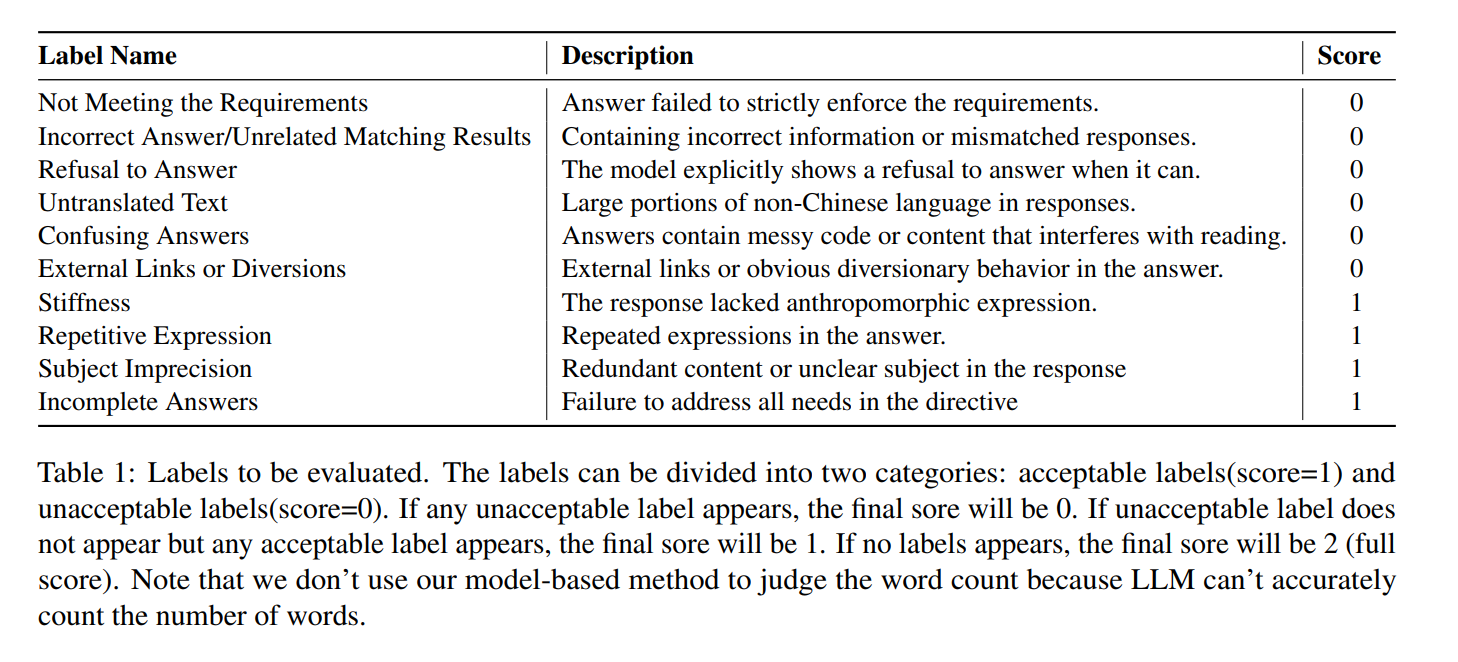 Label Name Description Score
Not Meeting the Requirements Answer failed to strictly enforce the requirements. 0
Incorrect Answer/Unrelated Matching Results Containing incorrect information or mismatched responses. 0
Refusal to Answer The model explicitly shows a refusal to answer when it can. 0
Untranslated Text Large portions of non-Chinese language in responses. 0
Confusing Answers Answers contain messy code or content that interferes with reading. 0
External Links or Diversions External links or obvious diversionary behavior in the answer. 0
Stiffness The response lacked anthropomorphic expression. 1
Repetitive Expression Repeated expressions in the answer. 1
Subject Imprecision Redundant content or unclear subject in the response 1
Incomplete Answers Failure to address all needs in the directive 1
Table 1: Labels to be evaluated. The labels can be divided into two categories: acceptable labels(score=1) and
unacceptable labels(score=0). If any unacceptable label appears, the final sore will be 0. If unacceptable label does
not appear but any acceptable label appears, the final sore will be 1. If no labels appears, the final sore will be 2 (full
score). Note that we don't use our model-based method to judge the word count because LLM can't accurately
count the number of words.